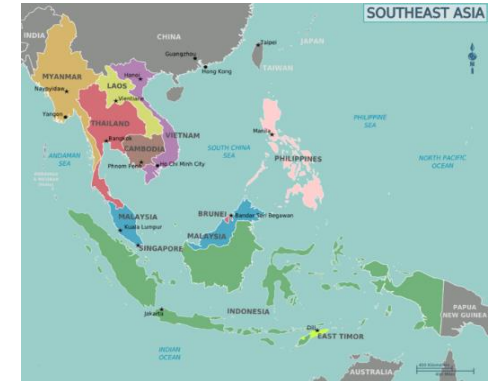 SOUTHEAST ASIA
INDIA
CHINA
JAPAN
Taipei
Guangzhou
Hong Kong
TAIWAN
MYANMAR
Hanoi
LAOS
Naypyidaw
Vientiane
Yangon
THAILAND
VIETNAM
Bangkok
CAMBODIA
Phnom Penh
Ho Chi Minh City
Manila
PHILIPPINES
PHILIPPINE
SEA
SOUTH CHINA
SEA
ANDAMAN
SEA
NORTH PACIFIC
OCEAN
MALAYSIA
Kuala Lumpur
SINGAPORE
BRUNEI
Bandar Seri Begawan
MALAYSIA
INDONESIA
Jakarta
Dili
EAST TIMOR
PAPUA
NEW GUINEA
INDIAN
OCEAN
AUSTRALIA